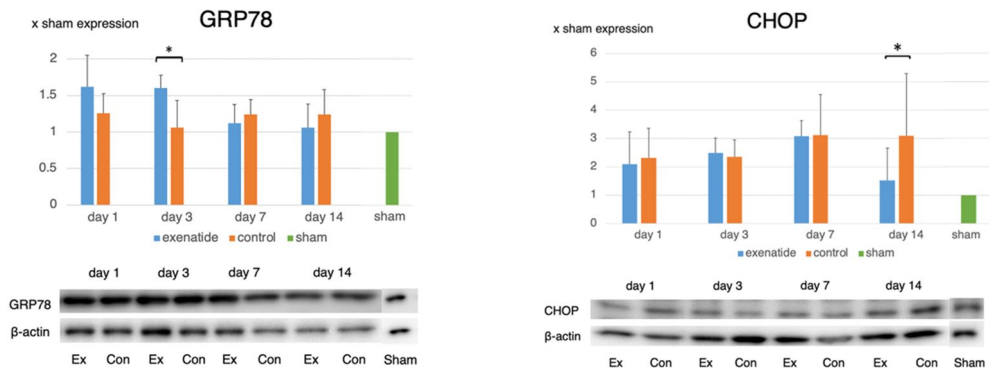 GRP78
x sham expression
*
2
1.5
1
0.5
0
day 1 day 3 day 7 day 14 sham
exenatide control sham
day 1 day 3 day 7 day 14
GRP78
β-actin
Ex Con Ex Con Ex Con Ex Con Sham
CHOP
x sham expression
*
6
5
4
3
2
1
0
day 1 day 3 day 7 day 14 sham
exenatide control sham
day 1 day 3 day 7 day 14
CHOP
β-actin
Ex Con Ex Con Ex Con Ex Con Sham